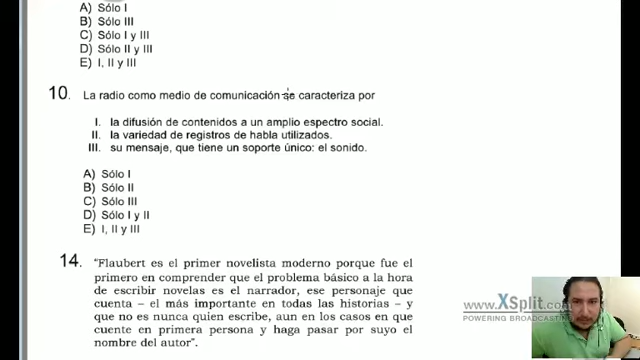 A) Sólo I
B) Sólo III
C) Sólo I y III
D) Sólo II y III
E) I, II y III
10. La radio como medio de comunicación se caracteriza por
I. la difusión de contenidos a un amplio espectro social.
II. la variedad de registros de habla utilizados.
III. su mensaje, que tiene un soporte único: el sonido.
A) Sólo I
B) Sólo II
C) Sólo III
D) Sólo I y II
E) I, II y III
14. "Flaubert es el primer novelista moderno porque fue el
primero en comprender que el problema básico a la hora
de escribir novelas es el narrador, ese personaje que
cuenta – el más importante en todas las historias – y
que no es nunca quien escribe, aun en los casos en que
cuente en primera persona y haga pasar por suyo el
nombre del autor".
www.XSplit.com
POWERING BROADCASTING